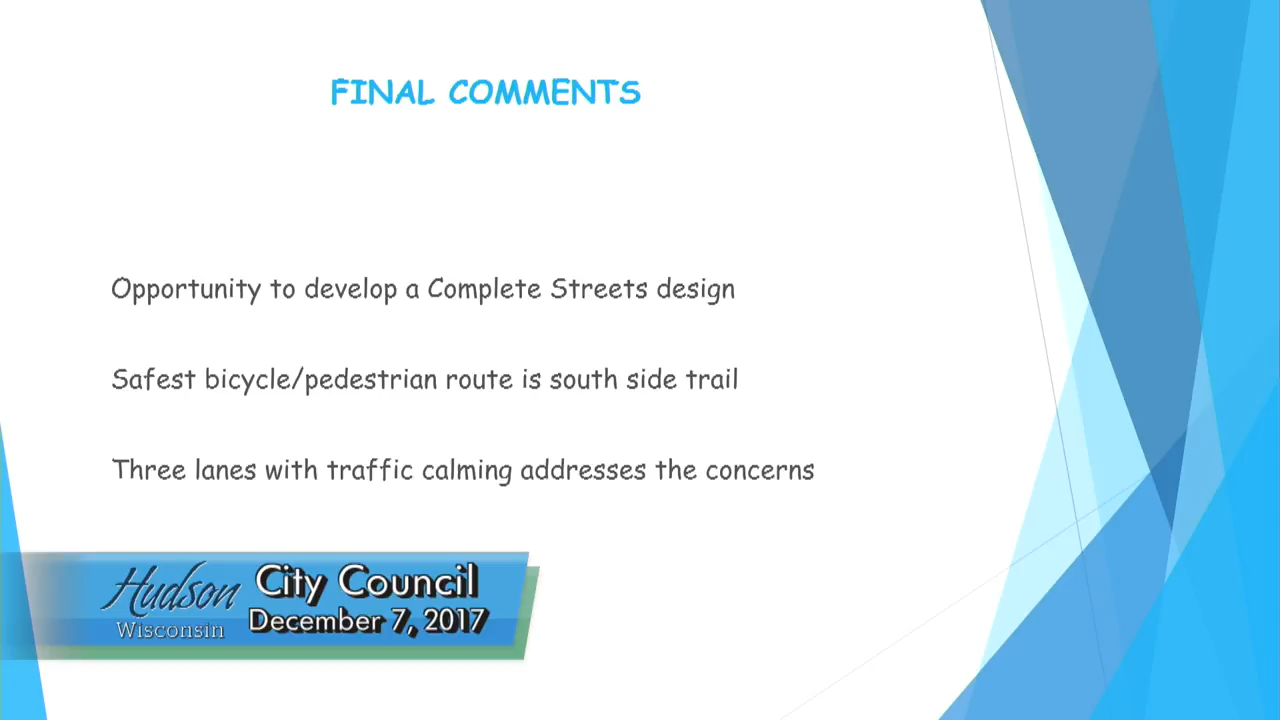 FINAL COMMENTS
Opportunity to develop a Complete Streets design
Safest bicycle/pedestrian route is south side trail
Three lanes with traffic calming addresses the concerns
Hudson
Wisconsin
City Council
December 7, 2017